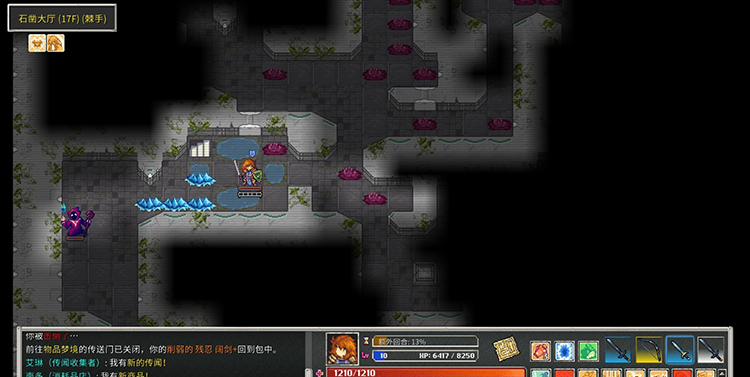 石凿大厅 (17F) (棘手)
你被
前往物品梦境的传送门已关闭，你的削弱的 残忍 阔剑+回到包中。
艾琳（传闻收集者）: 我有新的传闻！
额外回合: 13%
Lv 10 HP: 6417 / 8250
1210/1210